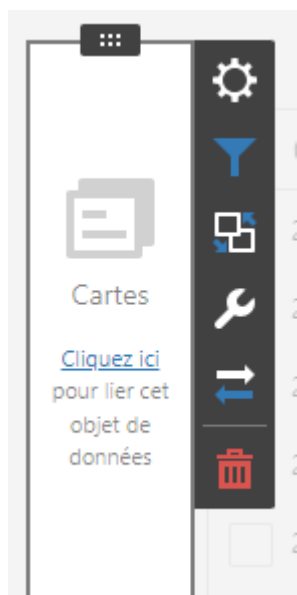 Cartes
Cliquez ici
pour lier cet
objet de
données